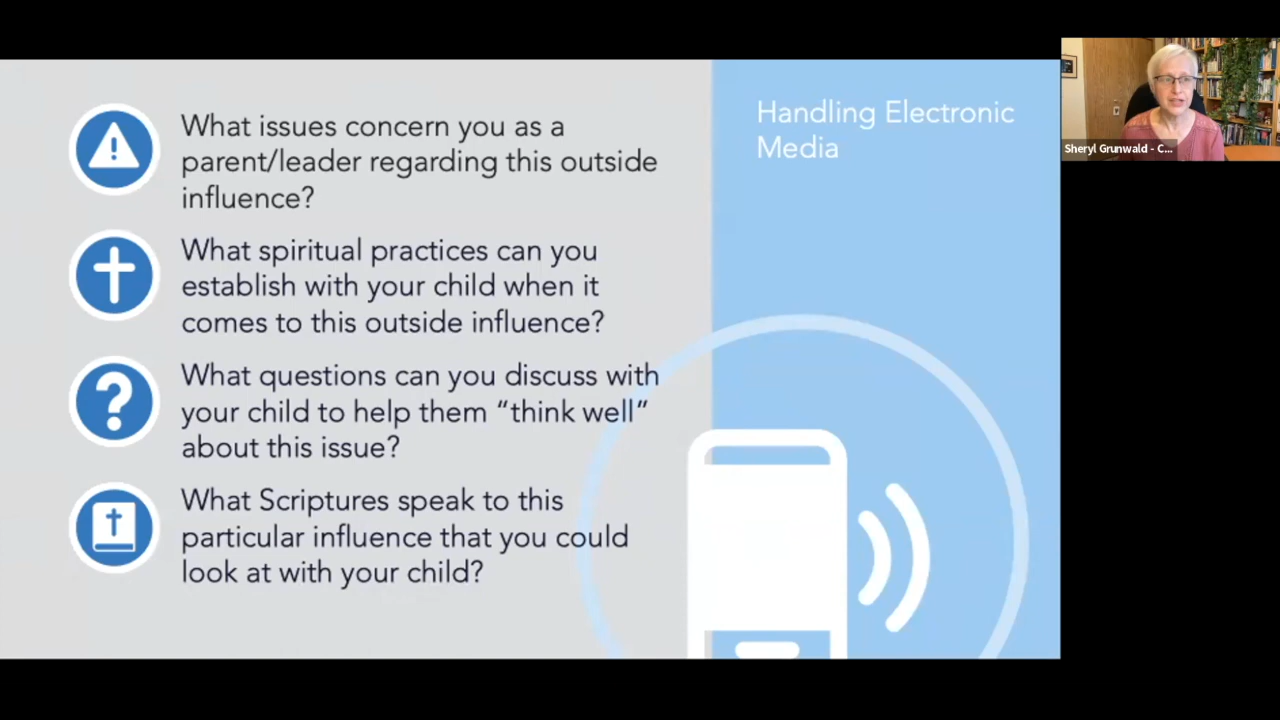 What issues concern you as a
parent/leader regarding this outside
influence?
What spiritual practices can you
establish with your child when it
comes to this outside influence?
What questions can you discuss with
your child to help them “think well”
about this issue?
What Scriptures speak to this
particular influence that you could
look at with your child?
Handling Electronic
Media
Sheryl Grunwald - C...